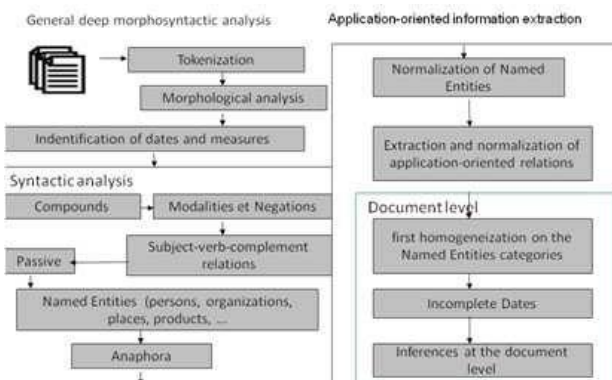 General deep morphosyntactic analysis
Tokenization
Morphological analysis
Indentification of dates and measures
Syntactic analysis
Compounds
Modalities et Negations
Subject-verb-complement
relations
Passive
Named Entities (persons, organizations,
places, products, ...
Anaphora
Application-oriented information extraction
Normalization of Named
Entities
Extraction and normalization of
application-oriented relations
Document level
first homogeneization on the
Named Entities categories
Incomplete Dates
Inferences at the document
level